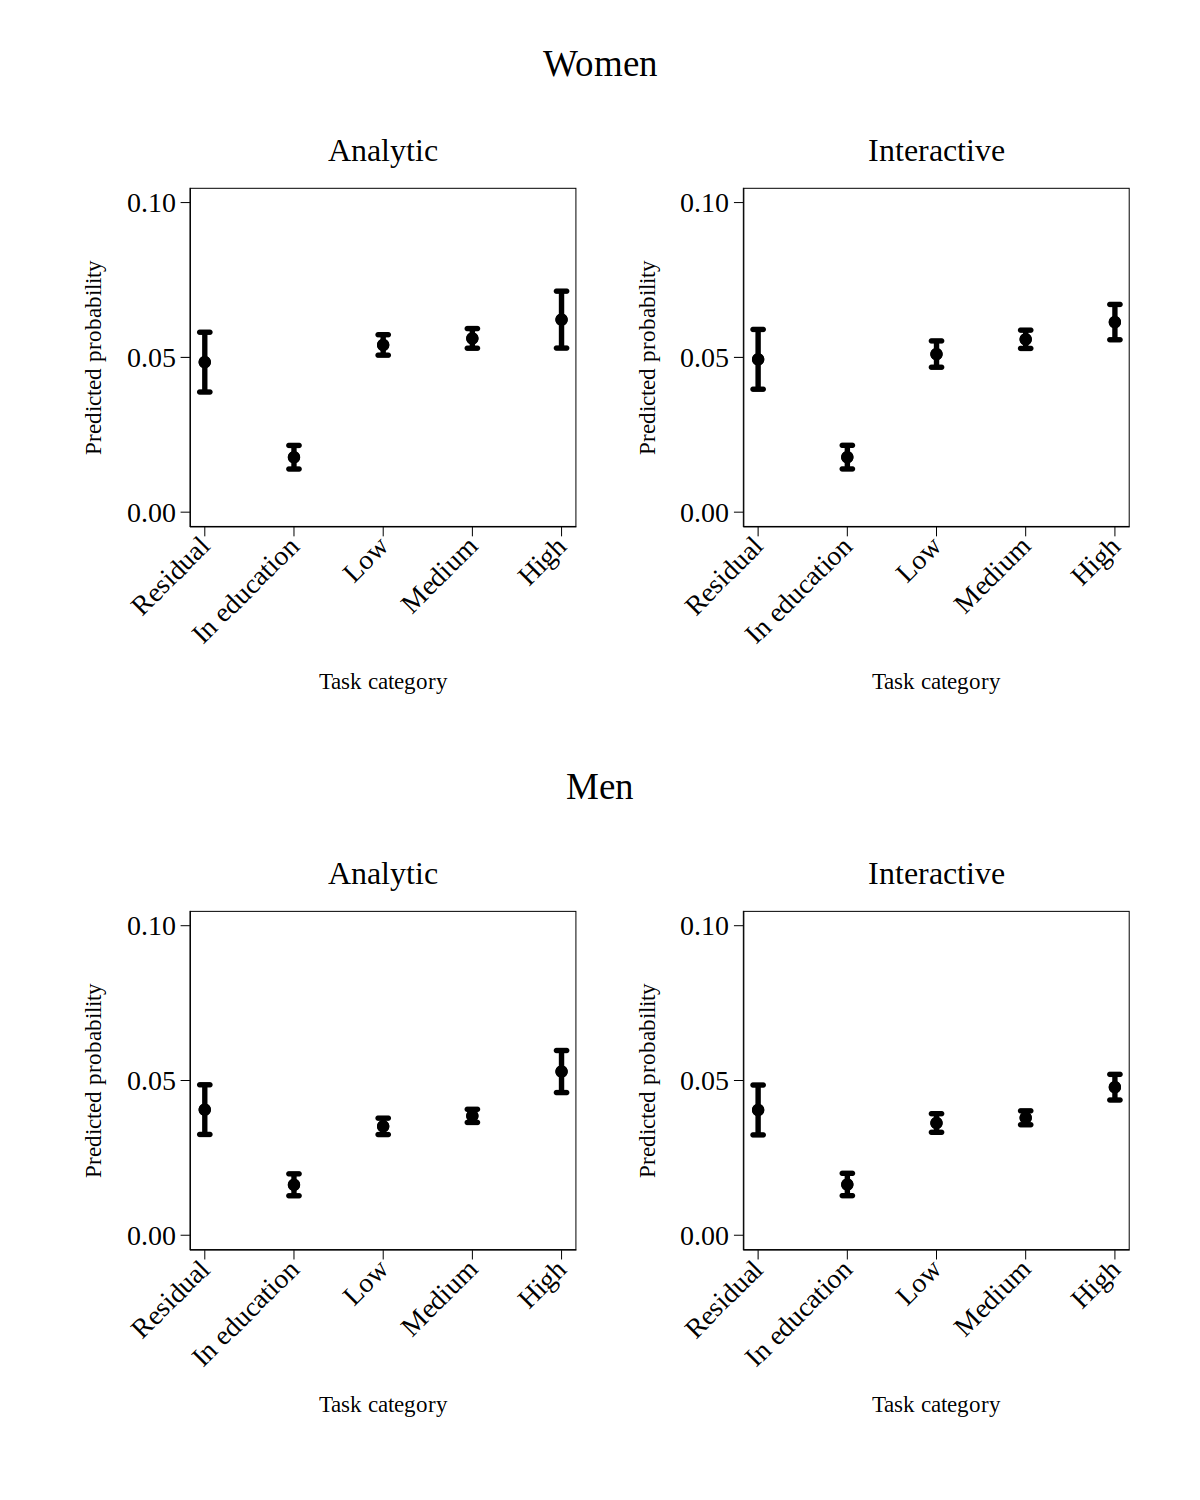 Women
Analytic
Interactive
0.10
0.05
0.00
Predicted probability
Residual
In education
Low
Medium
High
Task category
0.10
0.05
0.00
Predicted probability
Residual
In education
Low
Medium
High
Task category
Men
Analytic
Interactive
0.10
0.05
0.00
Predicted probability
Residual
In education
Low
Medium
High
Task category
0.10
0.05
0.00
Predicted probability
Residual
In education
Low
Medium
High
Task category